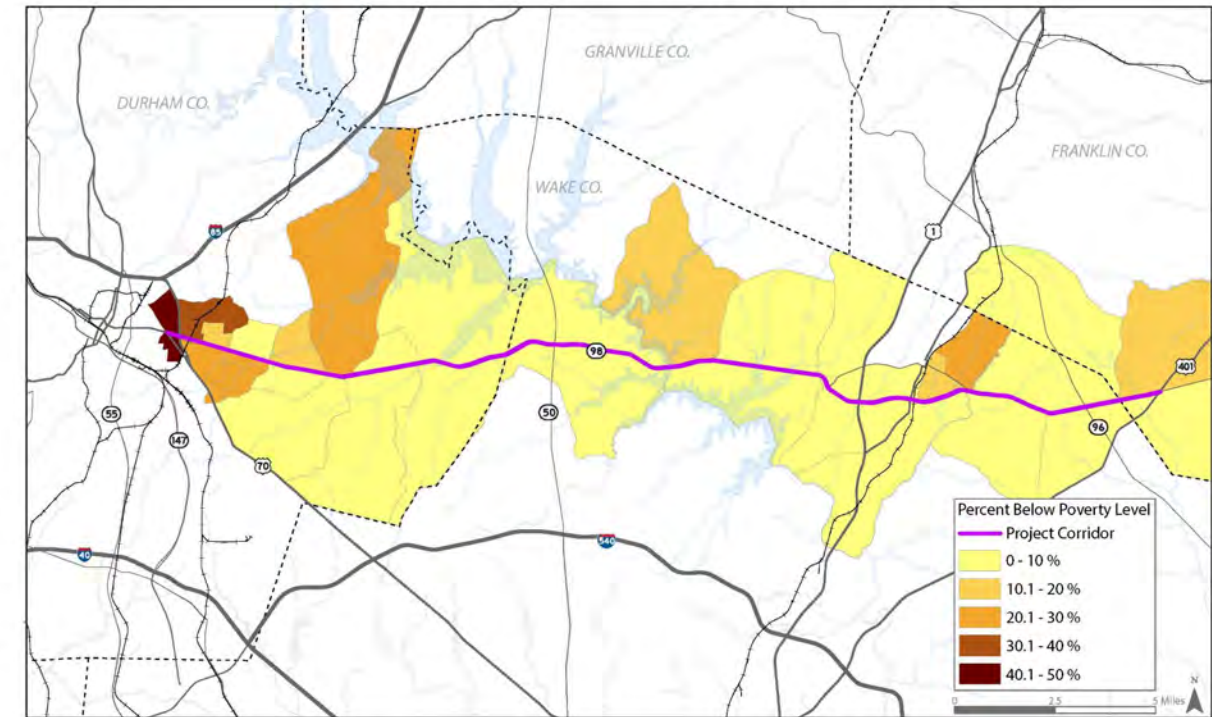 GRANVILLE CO.
DURHAM CO.
FRANKLIN CO.
WAKE CO.
1
85
98
401
55
50
96
147
70
40
540
Percent Below Poverty Level
Project Corridor
0 - 10 %
10.1 - 20 %
20.1 - 30 %
30.1 - 40 %
40.1 - 50 %
N
0 2.5 5 Miles